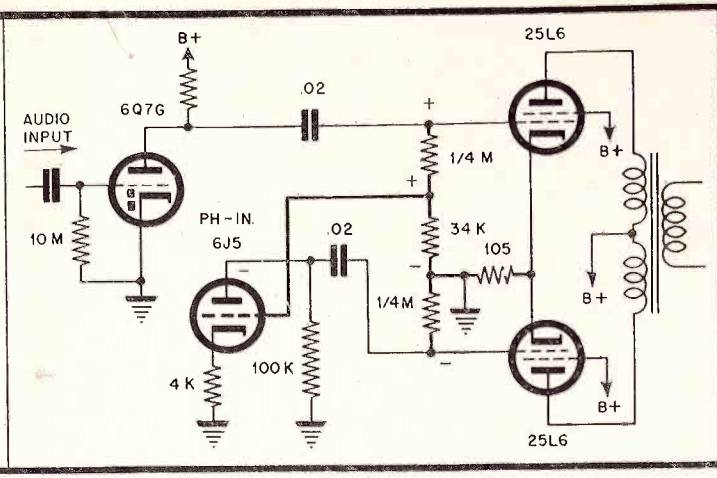 B+
25L6
.02
6Q7G
AUDIO
INPUT
+
B+
1/4 M
+
PH-IN.
6J5
.02
34 K
10 M
105
-
-
B+
1/4 M
4 K
100 K
-
B+
25L6